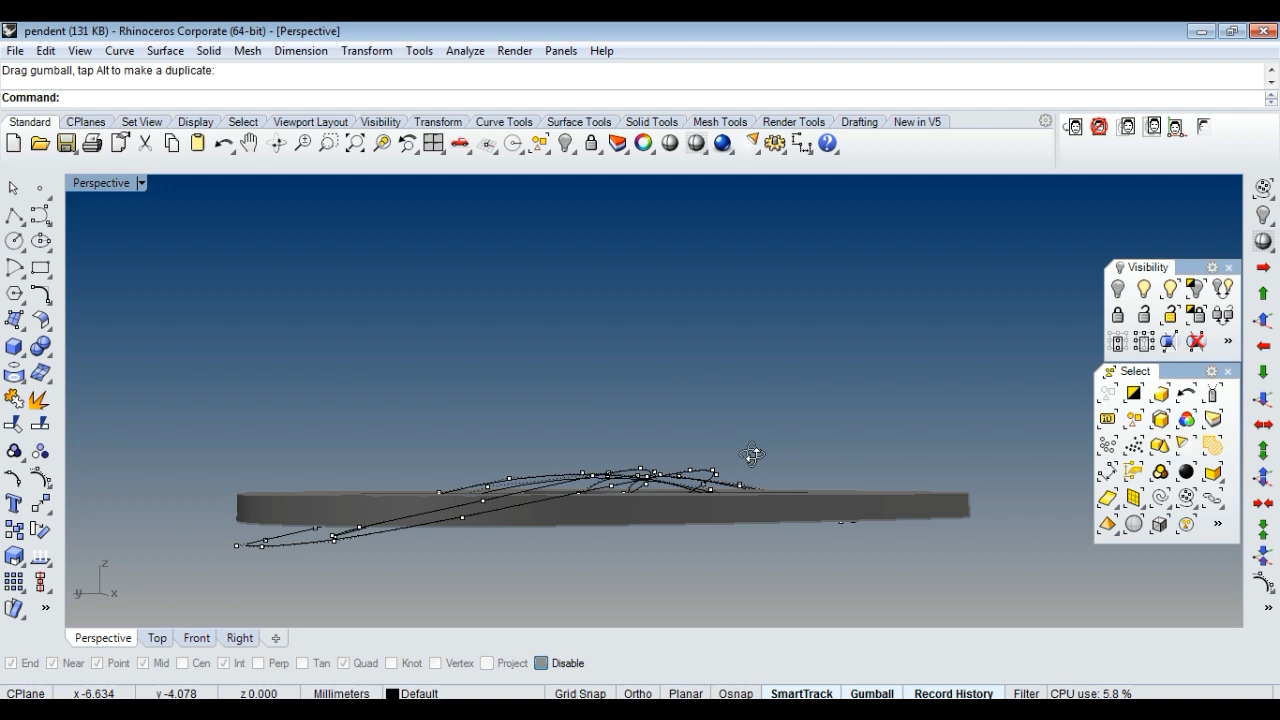 pendent (131 KB) - Rhinoceros Corporate (64-bit) - [Perspective]
File Edit View Curve Surface Solid Mesh Dimension Transform Tools Analyze Render Panels Help
Drag gumball, tap Alt to make a duplicate:
Command:
Standard CPlanes Set View Display Select Viewport Layout Visibility Transform Curve Tools Surface Tools Solid Tools Mesh Tools Render Tools Drafting New in V5
Perspective
Visibility
Select
z
y x
Perspective Top Front Right
End Near Point Mid Cen Int Perp Tan Quad Knot Vertex Project Disable
CPlane x -6.634 y -4.078 z 0.000 Millimeters Default Grid Snap Ortho Planar Osnap SmartTrack Gumball Record History Filter CPU use: 5.8 %